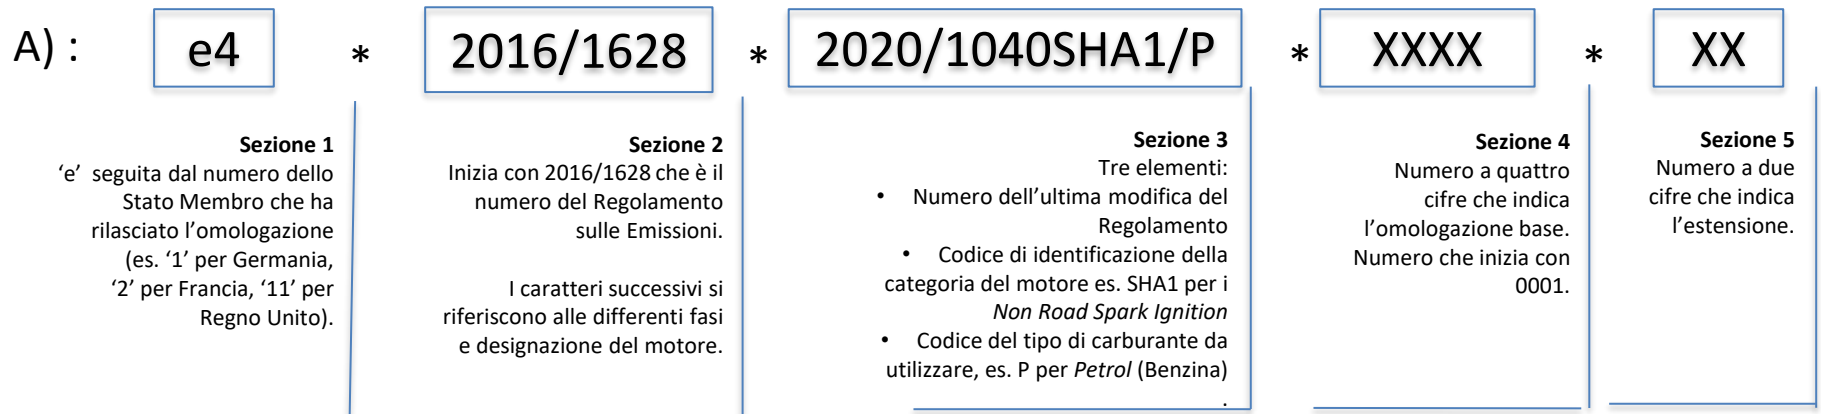 A) : e4 * 2016/1628 * 2020/1040SHA1/P * XXXX * XX
Sezione 1
‘e’ seguita dal numero dello
Stato Membro che ha
rilasciato l’omologazione
(es. ‘1’ per Germania,
‘2’ per Francia, ‘11’ per
Regno Unito).
Sezione 2
Inizia con 2016/1628 che è il
numero del Regolamento
sulle Emissioni.
I caratteri successivi si
riferiscono alle differenti fasi
e designazione del motore.
Sezione 3
Tre elementi:
• Numero dell’ultima modifica del
Regolamento
• Codice di identificazione della
categoria del motore es. SHA1 per i
Non Road Spark Ignition
• Codice del tipo di carburante da
utilizzare, es. P per Petrol (Benzina)
.
Sezione 4
Numero a quattro
cifre che indica
l’omologazione base.
Numero che inizia con
0001.
Sezione 5
Numero a due
cifre che indica
l’estensione.